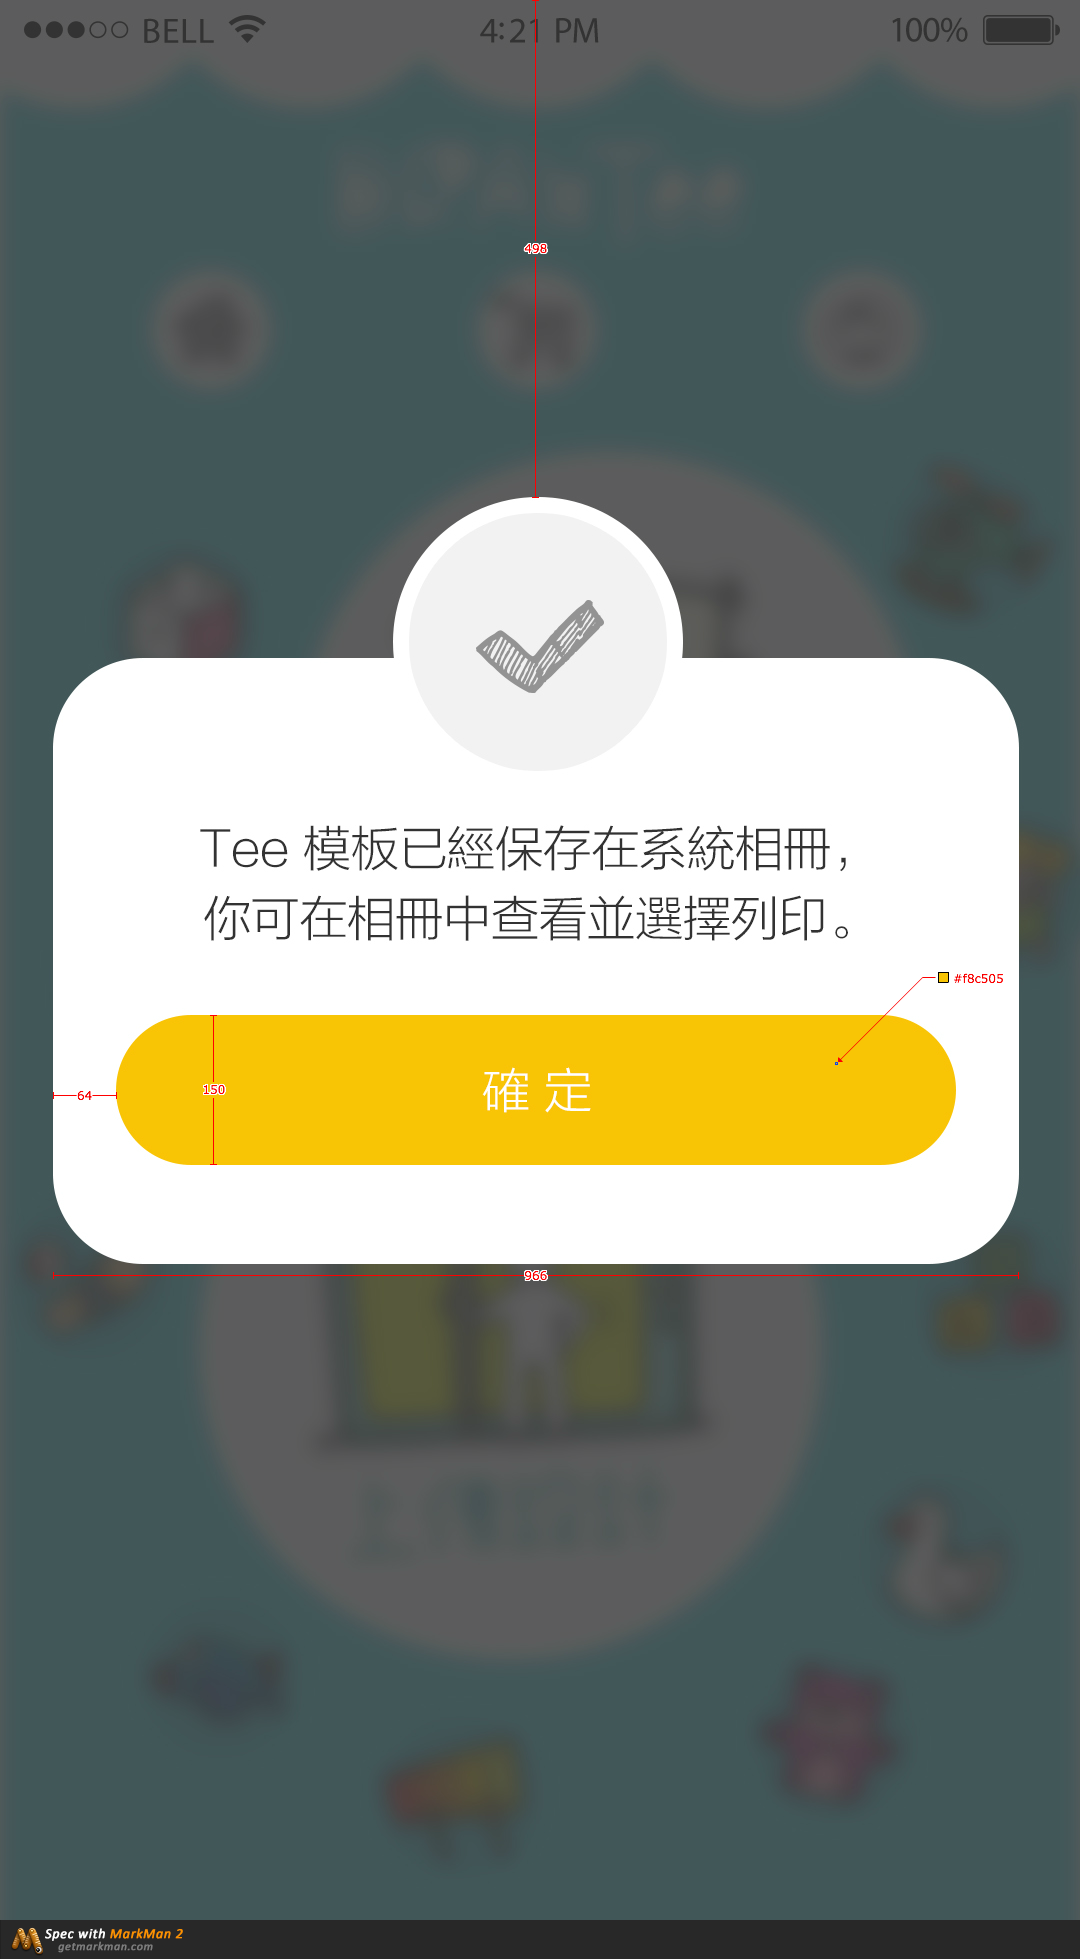 BELL
4:21 PM
100%
498
Tee 模板已經保存在系統相冊，
你可在相冊中查看並選擇列印。
#f8c505
確 定
64
150
966
Spec with MarkMan 2
getmarkman.com